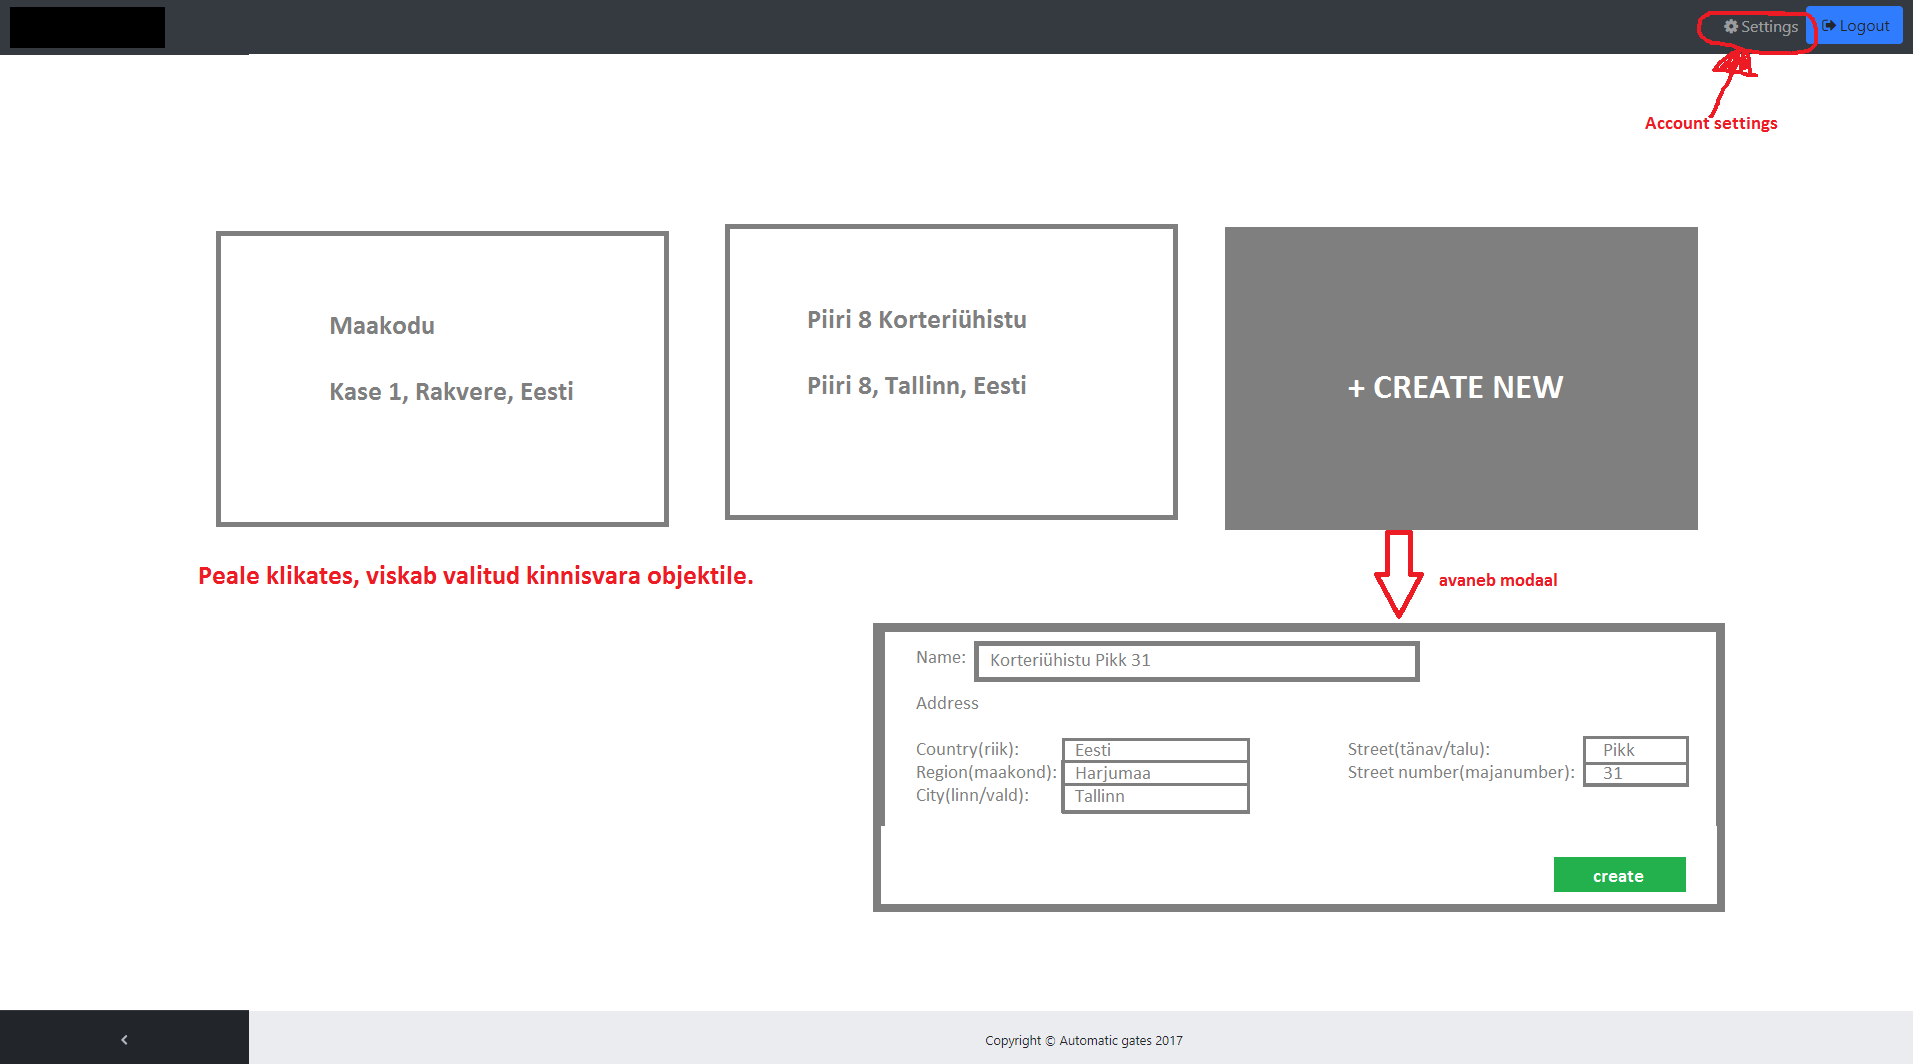 Settings
Logout
Account settings
Maakodu
Kase 1, Rakvere, Eesti
Piiri 8 Korteriühistu
Piiri 8, Tallinn, Eesti
+ CREATE NEW
Peale klikates, viskab valitud kinnisvara objektile.
avaneb modaal
Name: Korteriühistu Pikk 31
Address
Country(riik): Eesti
Region(maakond): Harjumaa
City(linn/vald): Tallinn
Street(tänav/talu): Pikk
Street number(majanumber): 31
create
Copyright © Automatic gates 2017